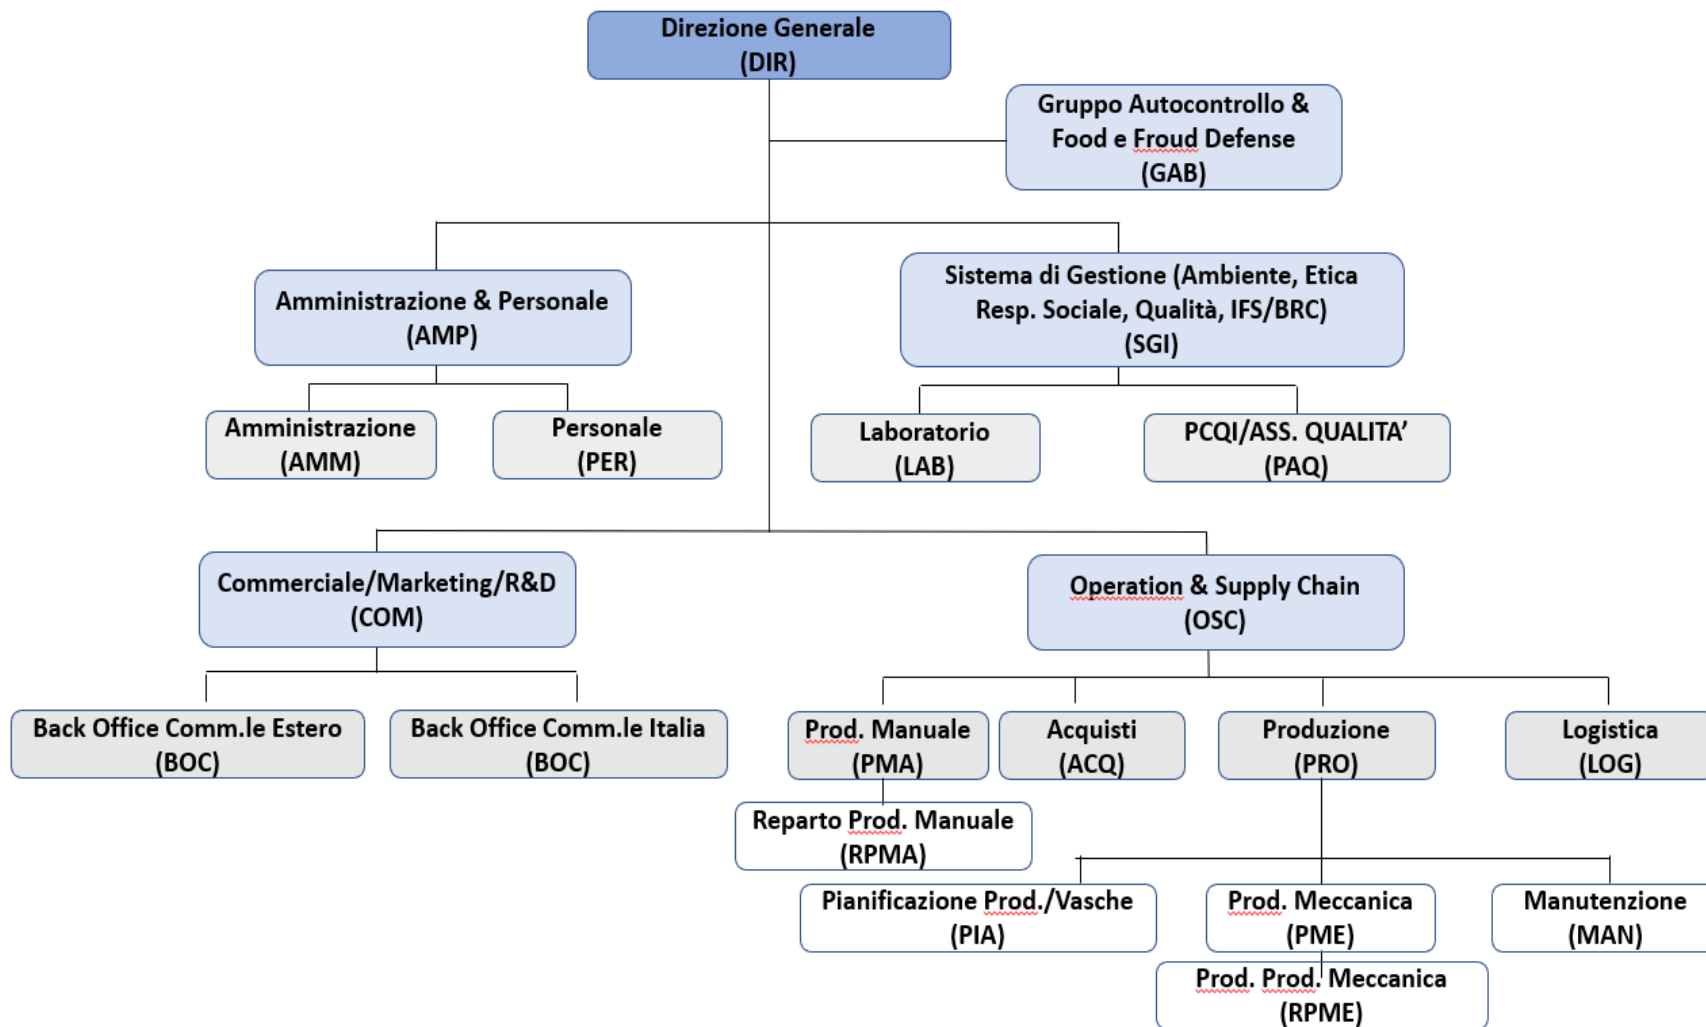 Direzione Generale
(DIR)
Gruppo Autocontrollo &
Food e Froud Defense
(GAB)
Amministrazione & Personale
(AMP)
Sistema di Gestione (Ambiente, Etica
Resp. Sociale, Qualità, IFS/BRC)
(SGI)
Amministrazione
(AMM)
Personale
(PER)
Laboratorio
(LAB)
PCQI/ASS. QUALITA’
(PAQ)
Commerciale/Marketing/R&D
(COM)
Operation & Supply Chain
(OSC)
Back Office Comm.le Estero
(BOC)
Back Office Comm.le Italia
(BOC)
Prod. Manuale
(PMA)
Acquisti
(ACQ)
Produzione
(PRO)
Logistica
(LOG)
Reparto Prod. Manuale
(RPMA)
Pianificazione Prod./Vasche
(PIA)
Prod. Meccanica
(PME)
Manutenzione
(MAN)
Prod. Prod. Meccanica
(RPME)